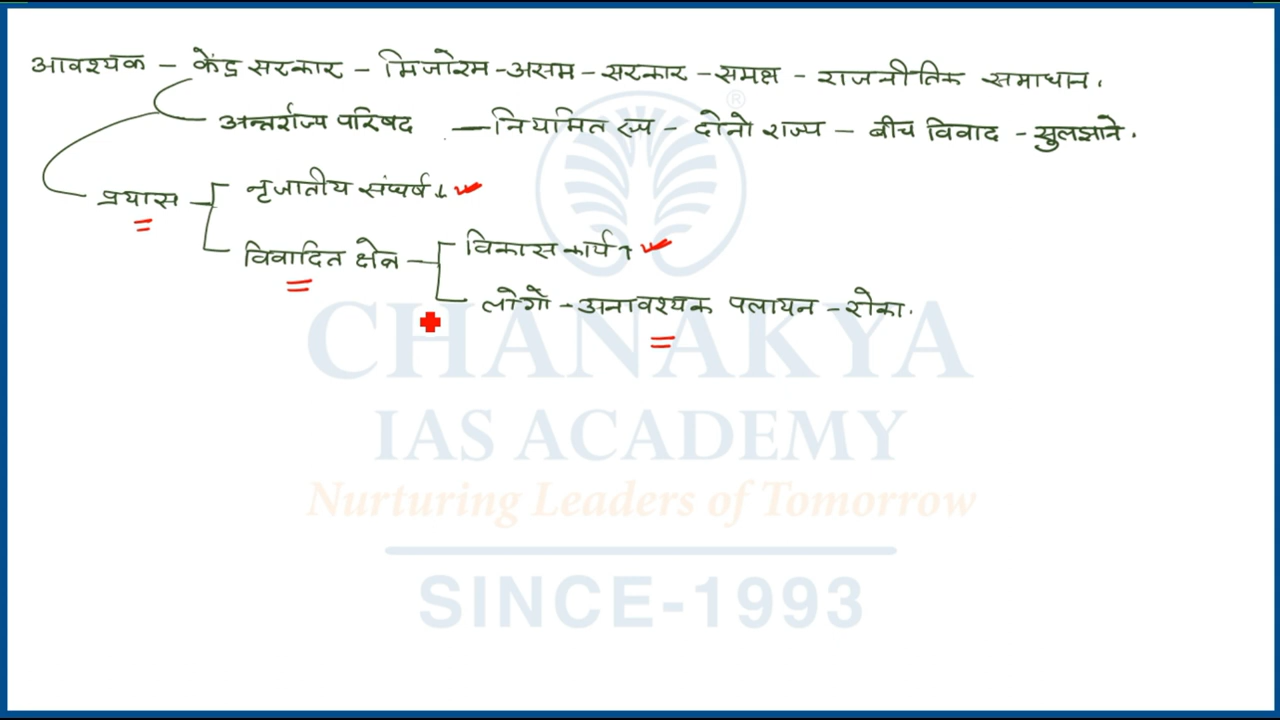 आवश्यक - केंद्र सरकार - मिजोरम - असम - सरकार - समक्ष - राजनीतिक समाधान.
अन्तर्राज्य परिषद - नियामित रूप - दोनो राज्य - बीच विवाद - सुलझाने.
प्रयास नृजातीय संघर्ष ↓
विवादित क्षेत्र विकास कार्य ↑
लोगों - अनावश्यक पलायन - रोका.
CHANAKYA
IAS ACADEMY
Nurturing Leaders of Tomorrow
SINCE-1993